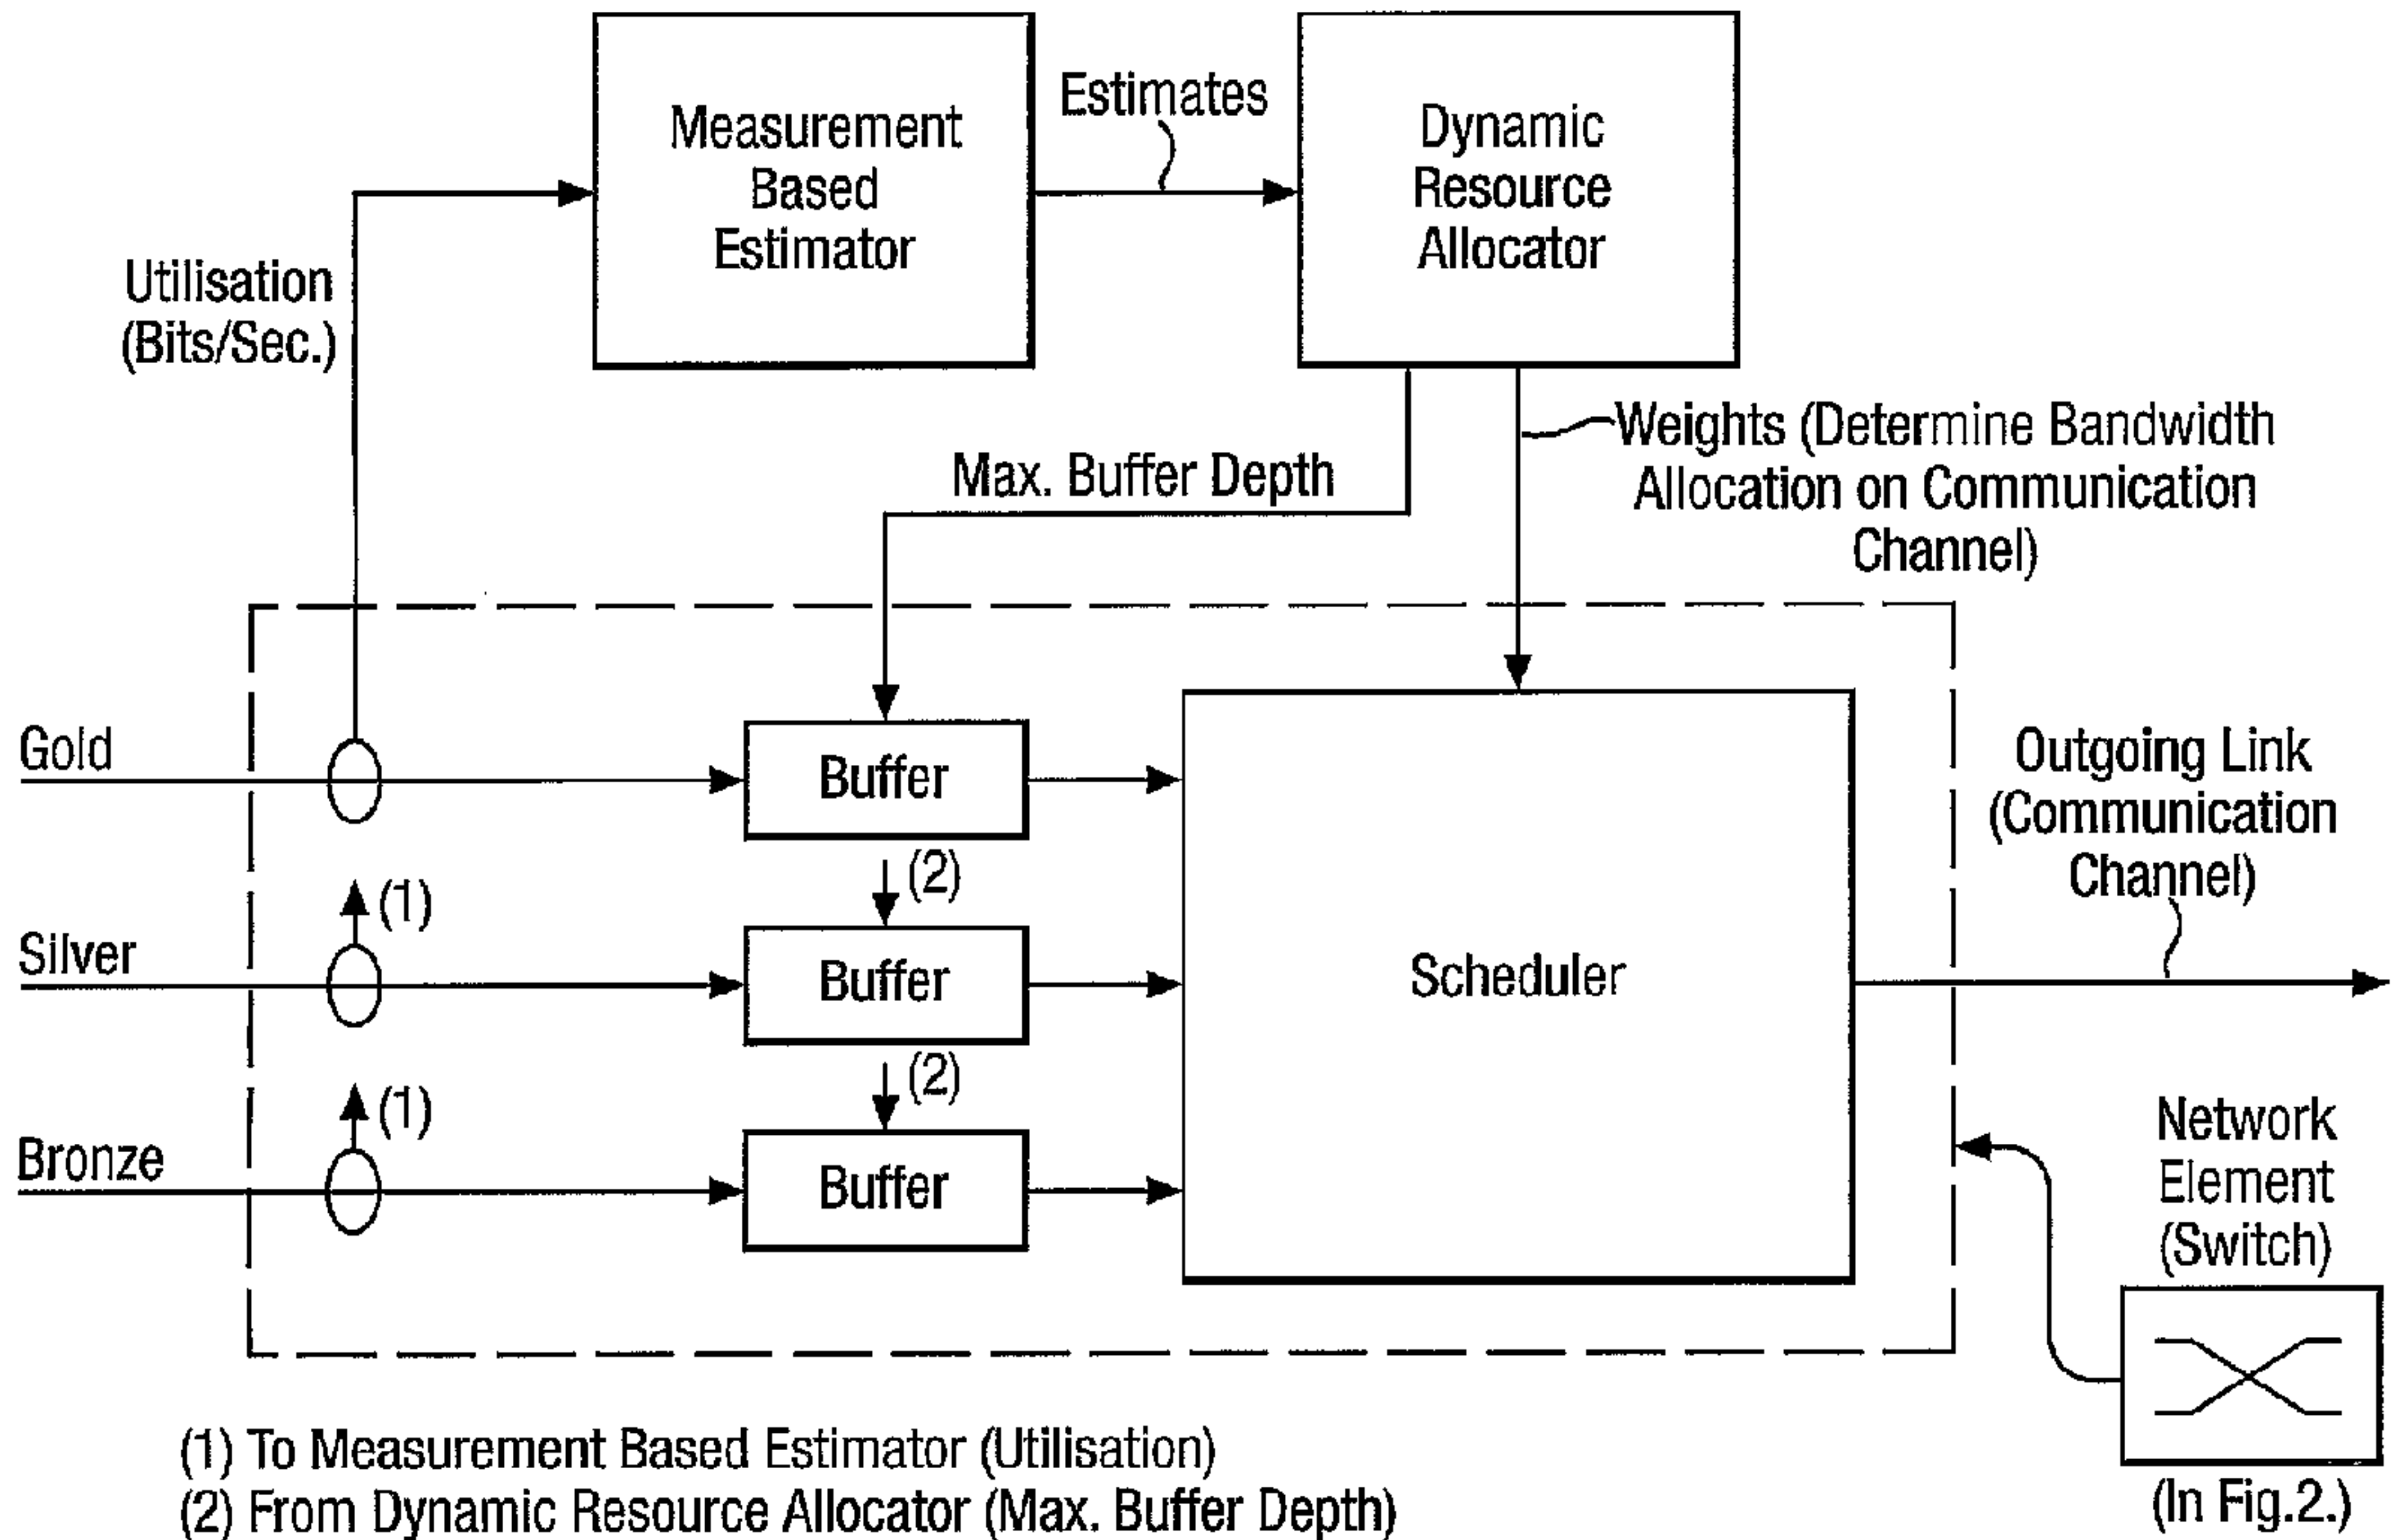 Measurement
Based
Estimator
Estimates
Dynamic
Resource
Allocator
Utilisation
(Bits/Sec.)
Max. Buffer Depth
Weights (Determine Bandwidth
Allocation on Communication
Channel)
Gold
Buffer
Outgoing Link
(Communication
Channel)
(2)
(1)
Silver
Buffer
Scheduler
(2)
(1)
Bronze
Buffer
Network
Element
(Switch)
(1) To Measurement Based Estimator (Utilisation)
(2) From Dynamic Resource Allocator (Max. Buffer Depth)
(In Fig.2.)